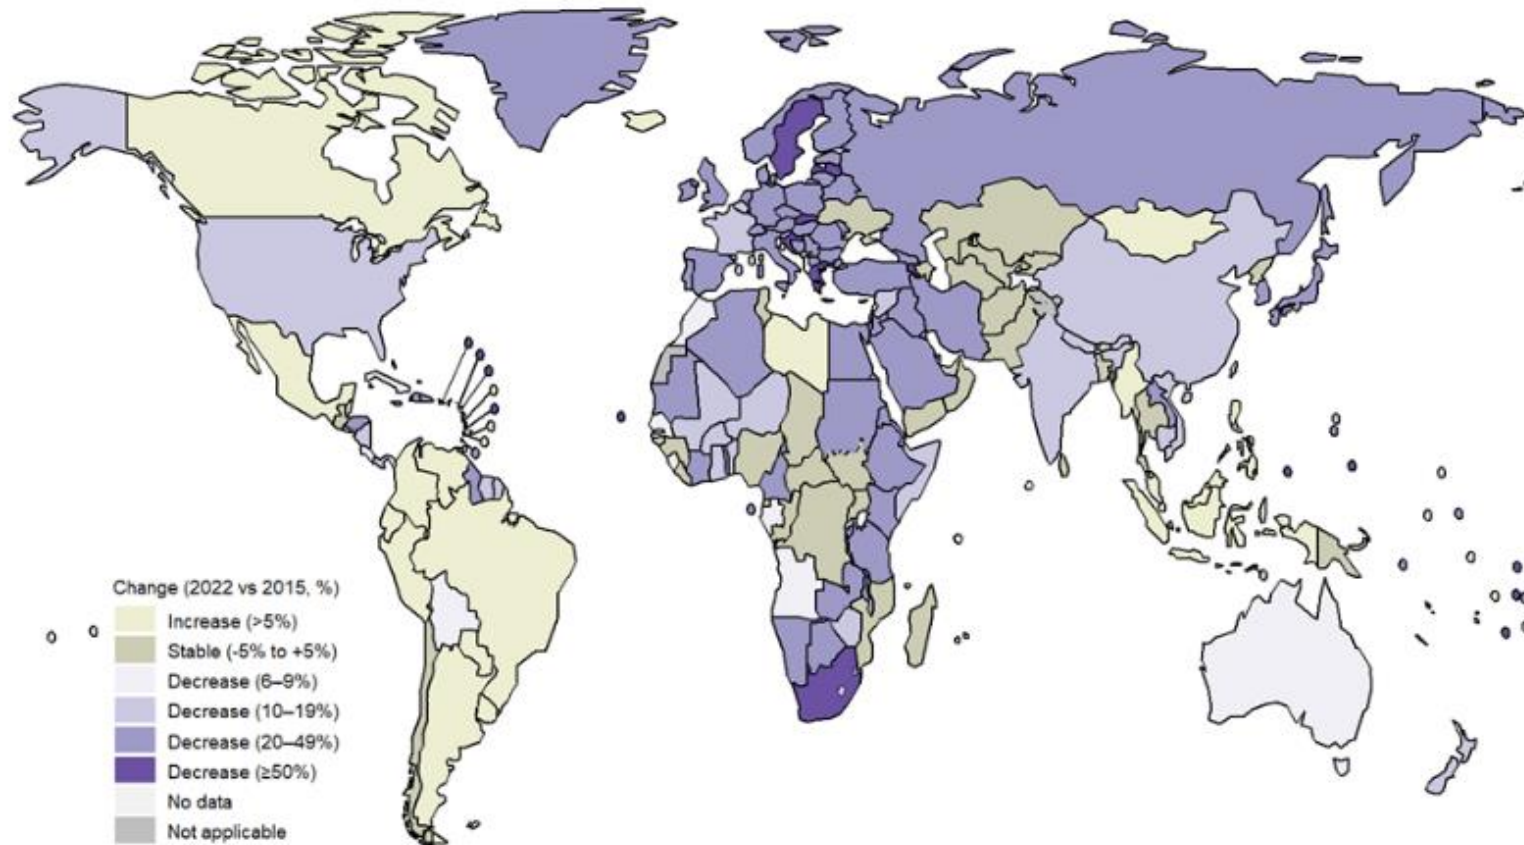 Change (2022 vs 2015, %)
Increase (>5%)
Stable (-5% to +5%)
Decrease (6–9%)
Decrease (10–19%)
Decrease (20–49%)
Decrease (≥50%)
No data
Not applicable